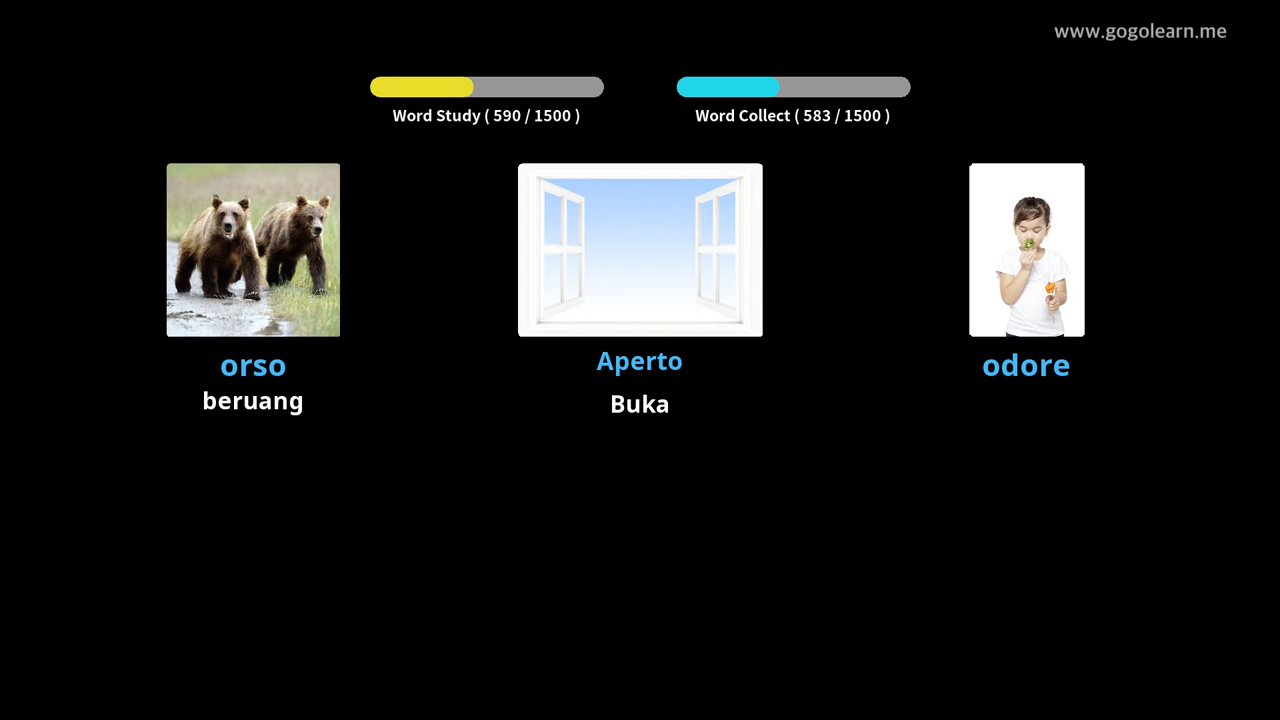 www.gogolearn.me
Word Study ( 590 / 1500 )
Word Collect ( 583 / 1500 )
orso
beruang
Aperto
Buka
odore